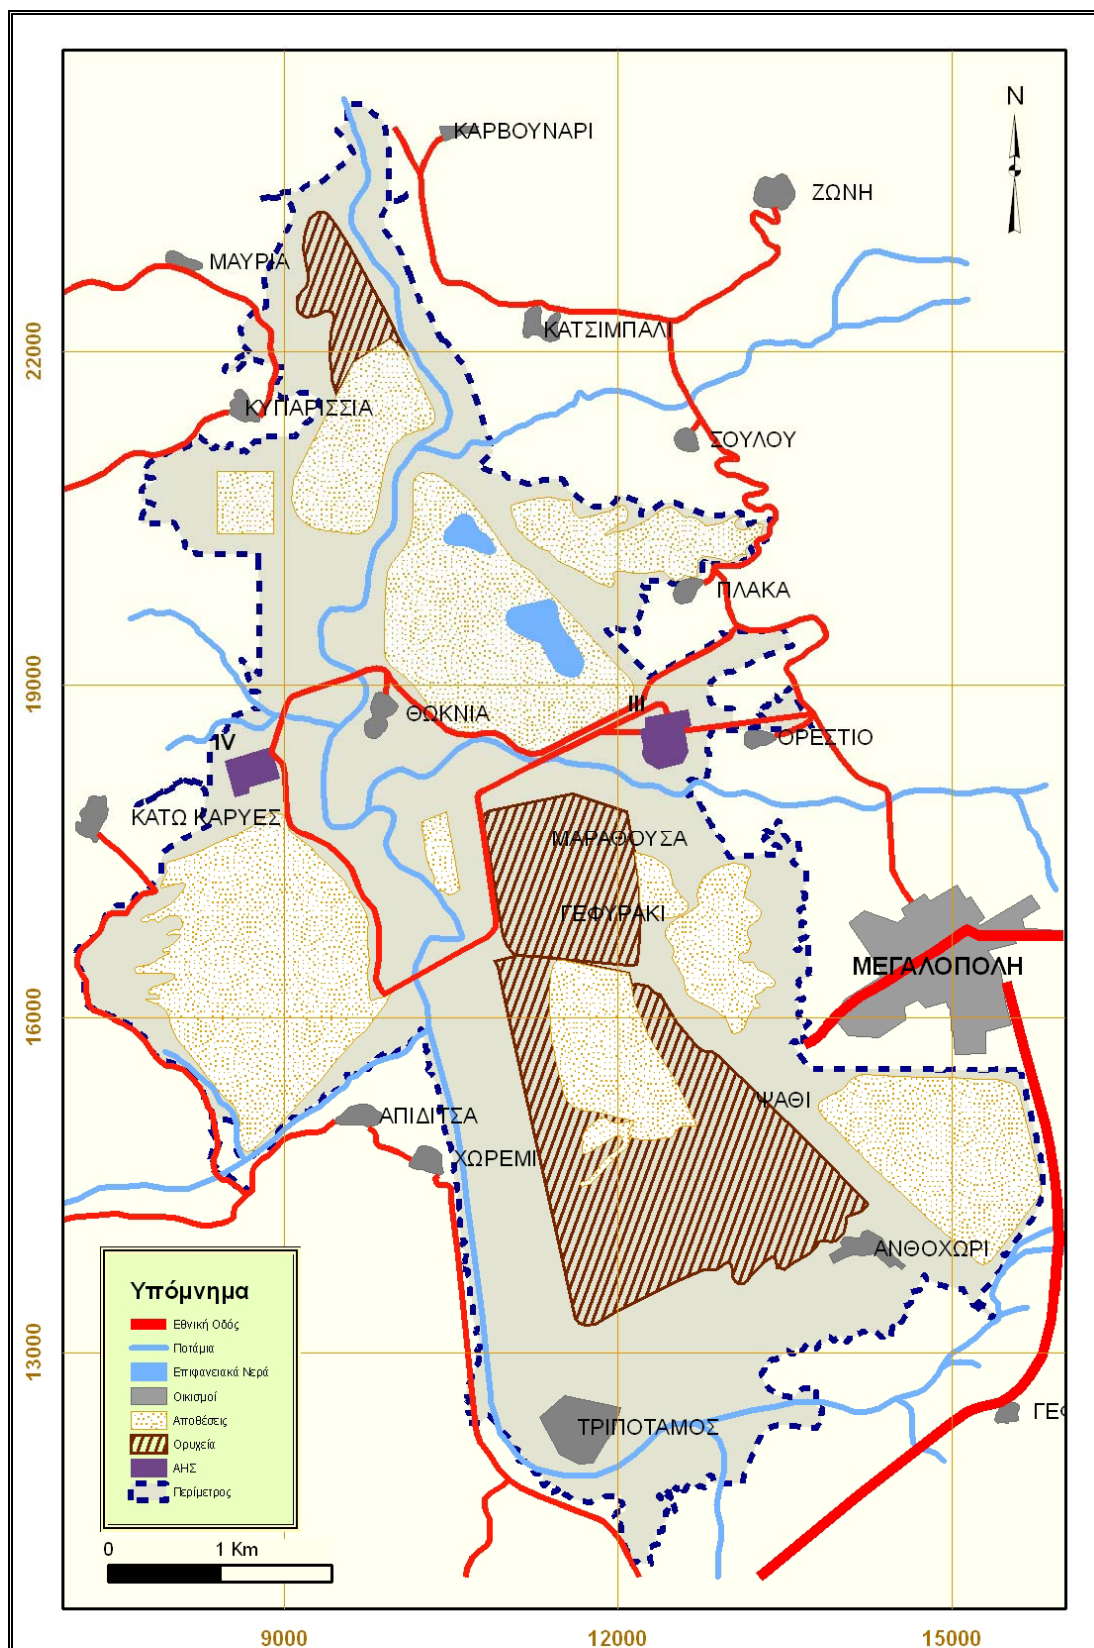 N
ΚΑΡΒΟΥΝΑΡΙ
ΖΩΝΗ
ΜΑΥΡΙΑ
ΚΑΤΣΙΜΠΑΛΙ
22000
ΚΥΠΑΡΙΣΣΙΑ
ΣΟΥΛΟΥ
ΠΛΑΚΑ
19000
ΘΩΚΝΙΑ
III
ΟΡΕΣΤΙΟ
IV
ΚΑΤΩ ΚΑΡΥΕΣ
ΜΑΡΑΘΟΥΣΑ
ΓΕΦΥΡΑΚΙ
ΜΕΓΑΛΟΠΟΛΗ
16000
ΨΑΘΙ
ΑΠΙΔΙΤΣΑ
ΧΩΡΕΜΙ
ΑΝΘΟΧΩΡΙ
Υπόμνημα
Εθνική Οδός
Ποτάμια
Επιφανειακά Νερά
Οικισμοί
Αποθέσεις
Ορυχεία
ΑΗΣ
Περίμετρος
13000
ΓΕΦ
ΤΡΙΠΟΤΑΜΟΣ
0 1 Km
9000 12000 15000